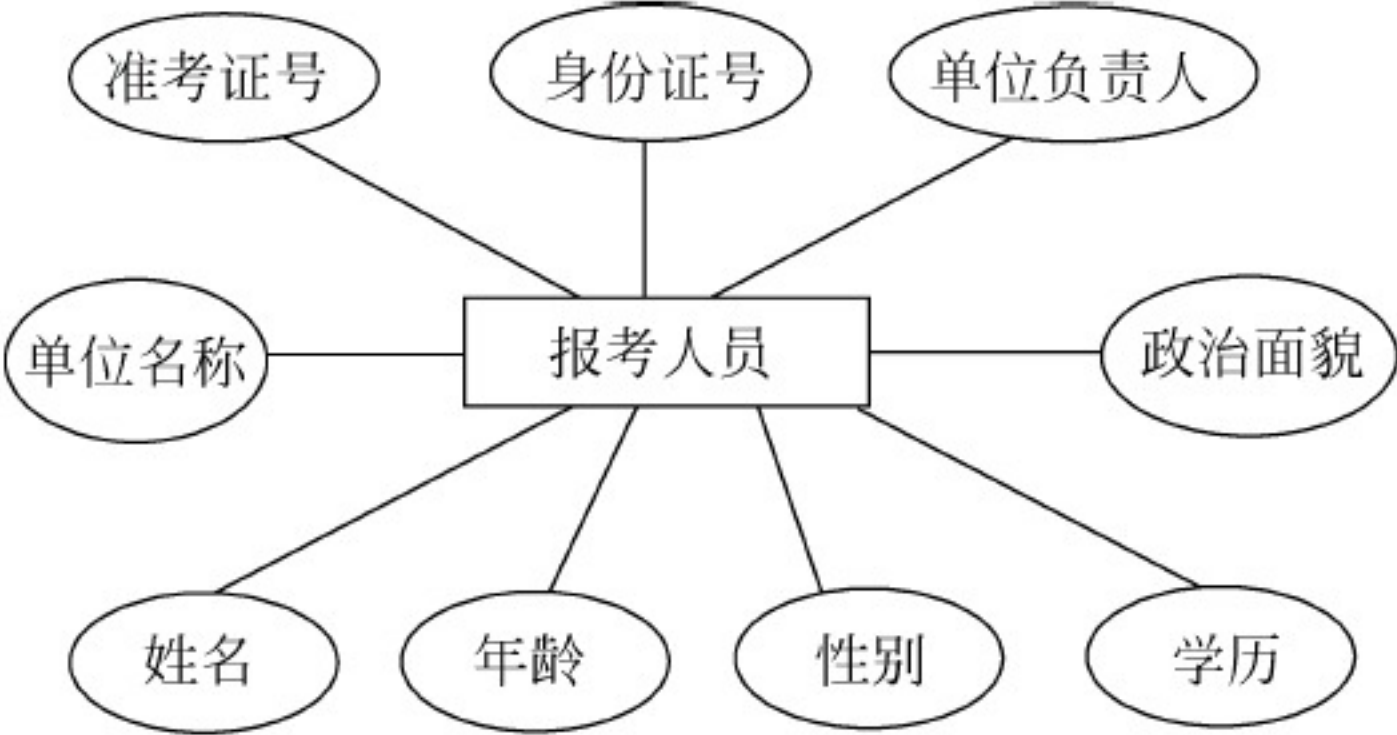 准考证号
身份证号
单位负责人
单位名称
报考人员
政治面貌
姓名
年龄
性别
学历